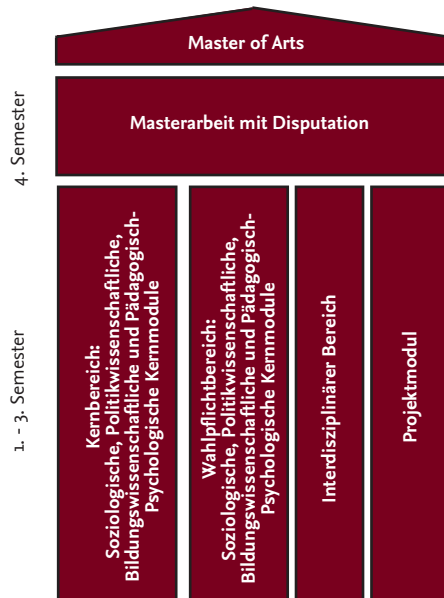 Master of Arts
4. Semester
Masterarbeit mit Disputation
1. - 3. Semester
Kernbereich:
Soziologische, Politikwissenschaftliche,
Bildungswissenschaftliche und Pädagogisch-
Psychologische Kernmodule
Wahlpflichtbereich:
Soziologische, Politikwissenschaftliche,
Bildungswissenschaftliche und Pädagogisch-
Psychologische Kernmodule
Interdisziplinärer Bereich
Projektmodul